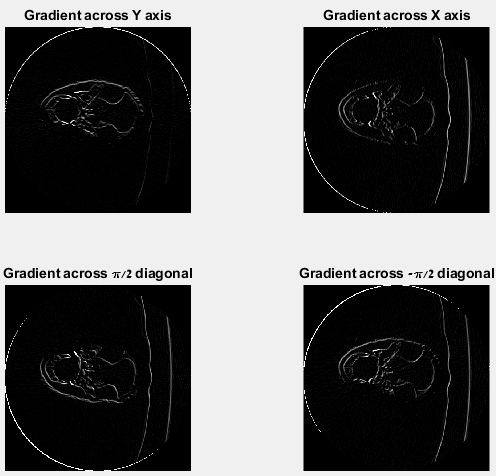 Gradient across Y axis
Gradient across X axis
Gradient across π/2 diagonal
Gradient across -π/2 diagonal